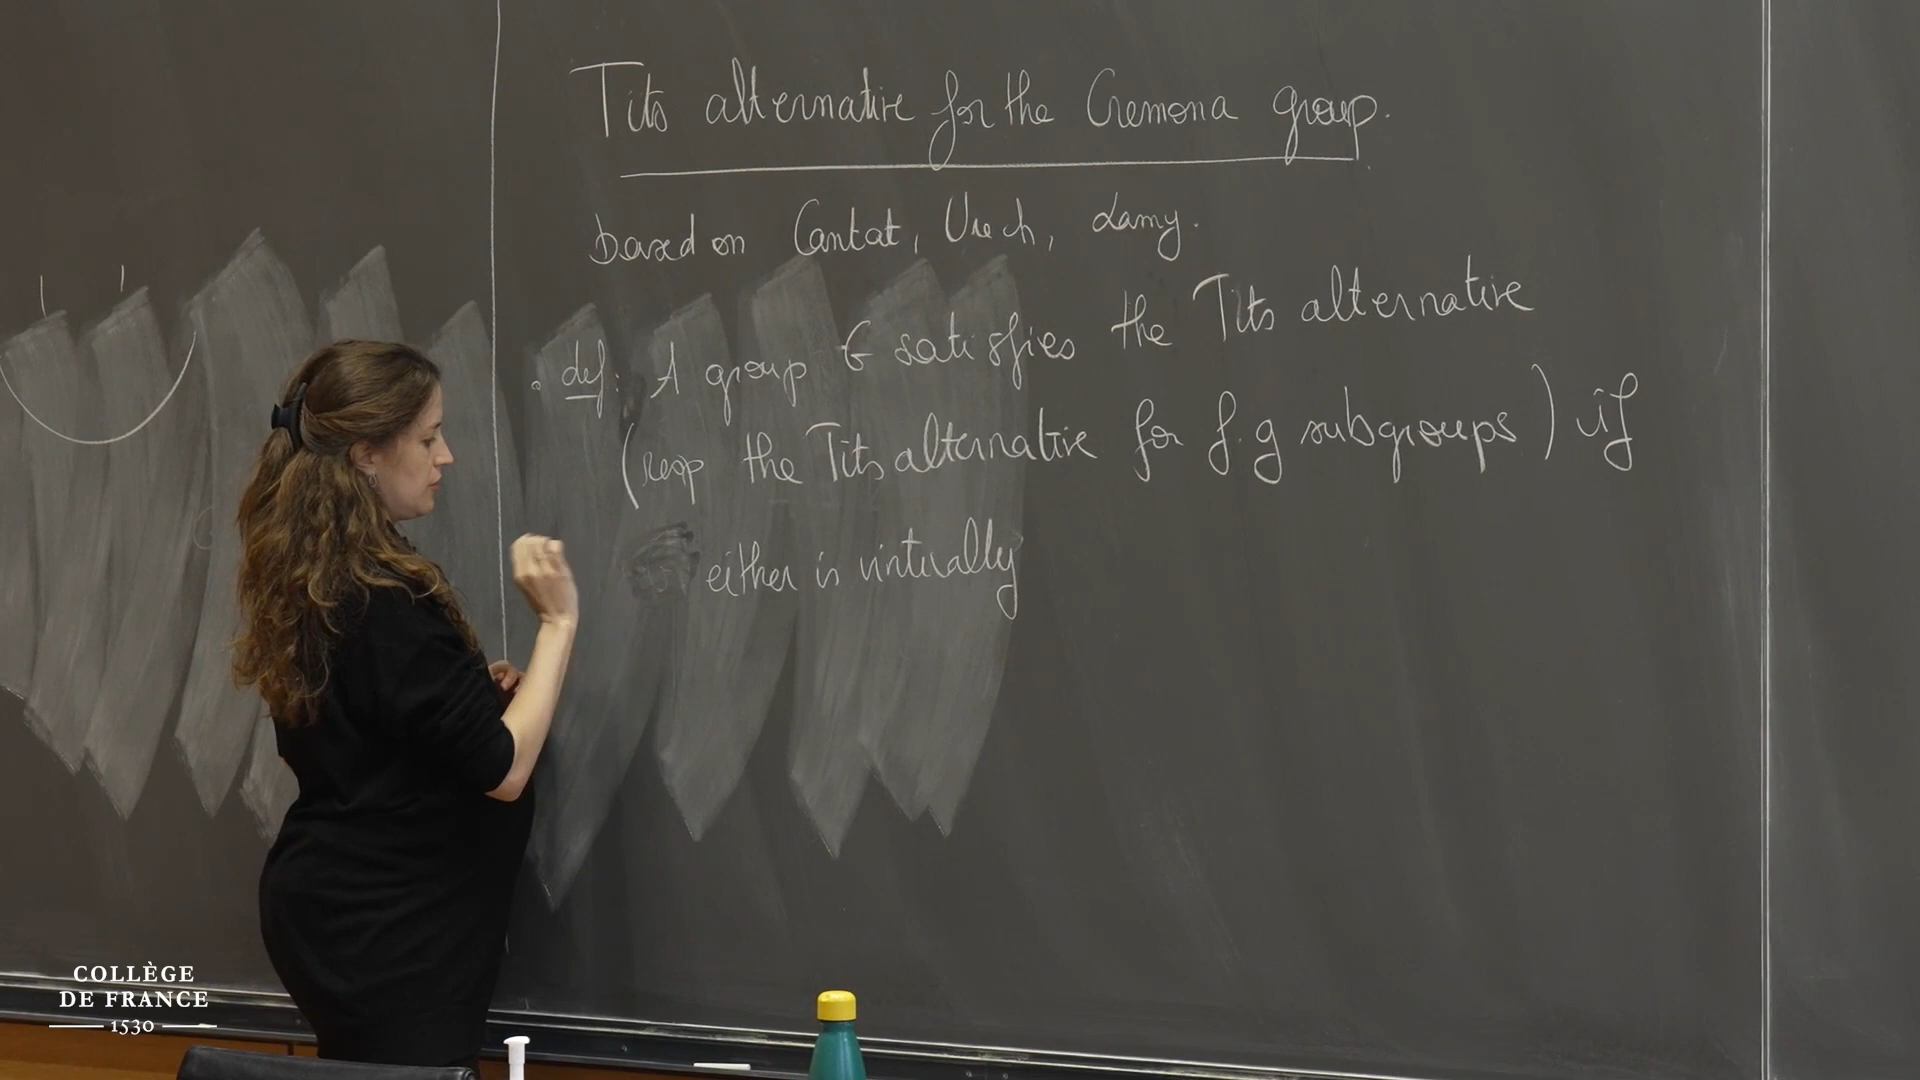 Tits alternative for the Cremona group.
based on Cantat, Urech, Lamy.
. def: A group G satisfies the Tits alternative
(resp the Tits alternative for f.g subgroups) if
either is virtually
COLLÈGE
DE FRANCE
1530